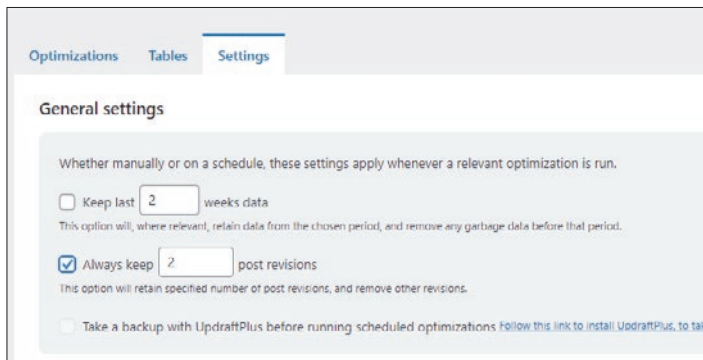 Optimizations Tables Settings
General settings
Whether manually or on a schedule, these settings apply whenever a relevant optimization is run.
Keep last 2 weeks data
This option will, where relevant, retain data from the chosen period, and remove any garbage data before that period.
Always keep 2 post revisions
This option will retain specified number of post revisions, and remove other revisions.
Take a backup with UpdraftPlus before running scheduled optimizations Follow this link to install UpdraftPlus, to